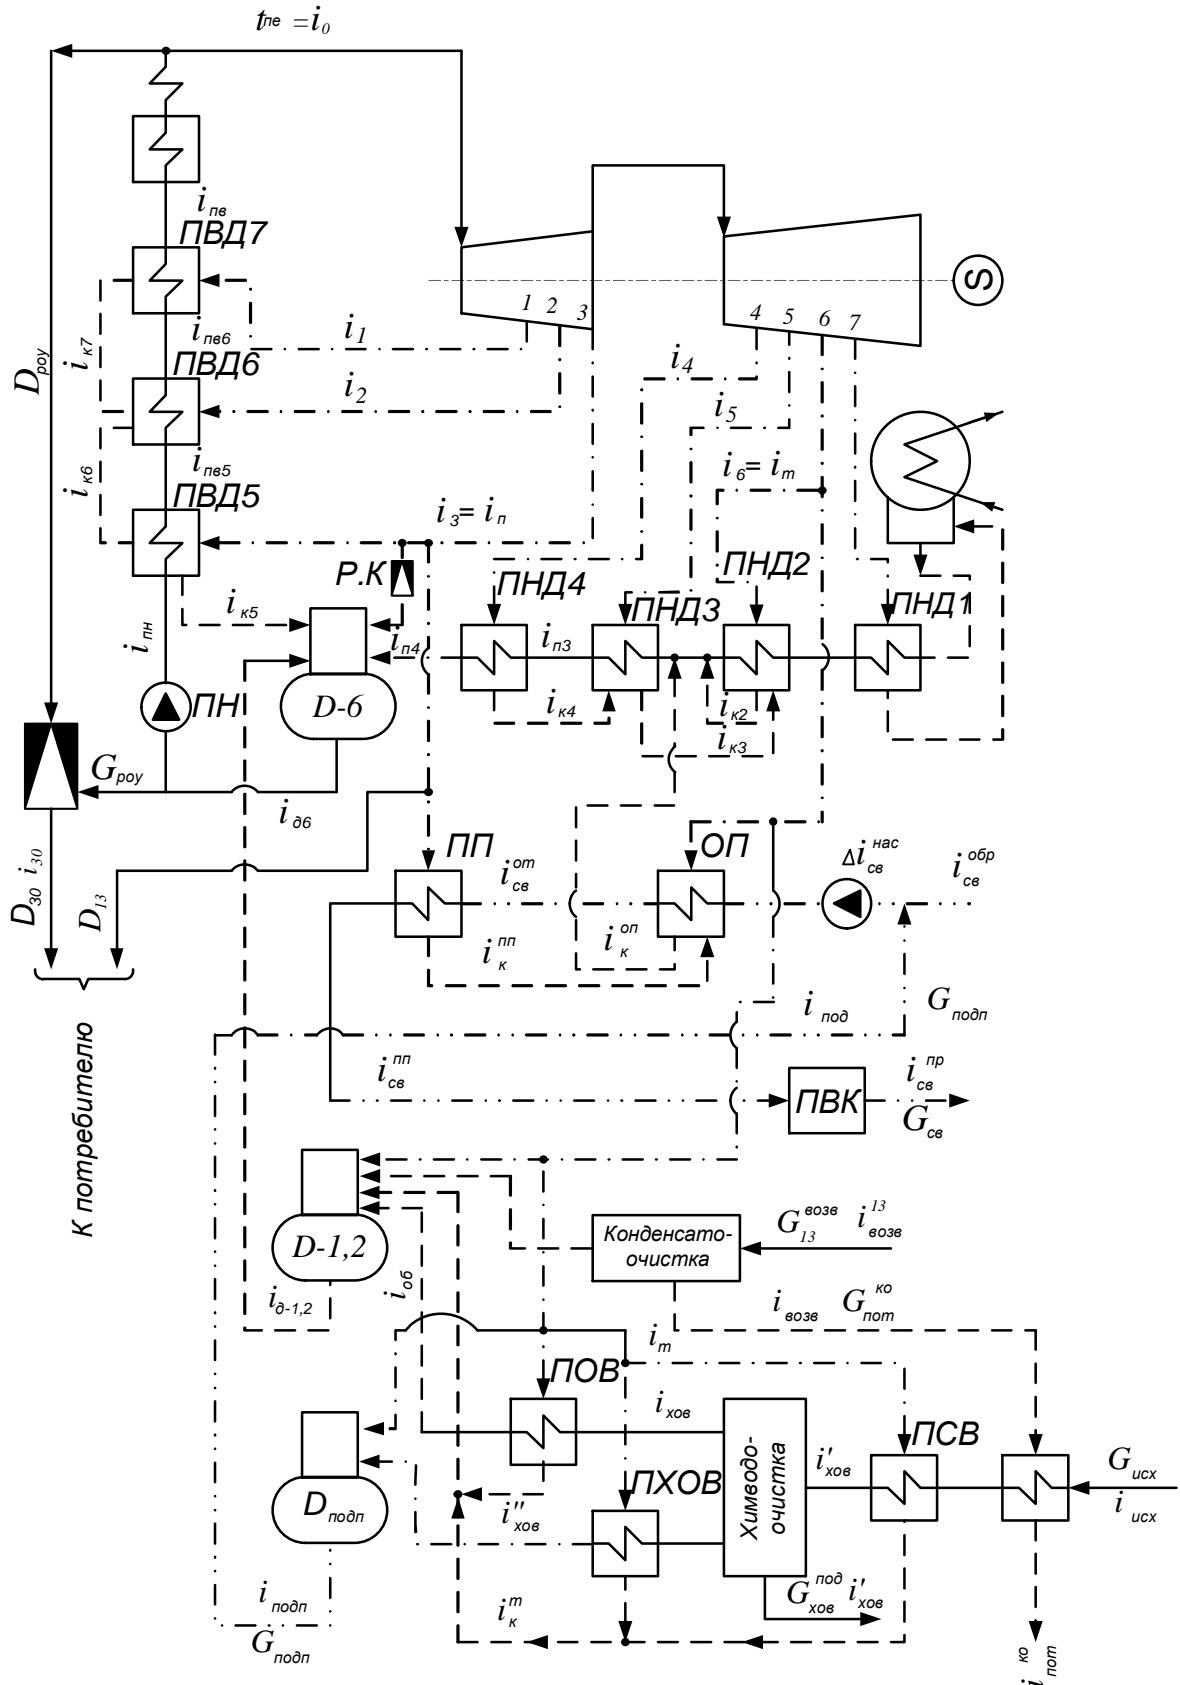 tпе =i0
iпв
ПВД7
S
1 2 3
4 5 6 7
iпв6
i1
iк7
Dроу
ПВД6
i2
i4
i5
iпв5
iк6
ПВД5
i3= iп
i6= iт
Р.К
ПНД4
ПНД2
ПНД3
ПНД1
iк5
iпн
iп4
iп3
ПН
D-6
iк4
iк2
iк3
Gроу
iд6
ПП
ОП
Δiсвнас
iсвобр
iсвот
D30 i30
D13
iкпп
iкоп
iпод
Gподп
К потребителю
iсвпп
ПВК
iсвпр
Gсв
D-1,2
iоб
Конденсато-
очистка
G13возв i13возв
iд-1,2
iвозв Gпотко
iт
ПОВ
iхов
ПСВ
Dподп
ПХОВ
Химводо-
очистка
i'хов
Gисх
iисх
i''хов
iподп
Gподп
iкт
Gховпод i'хов
iпотко